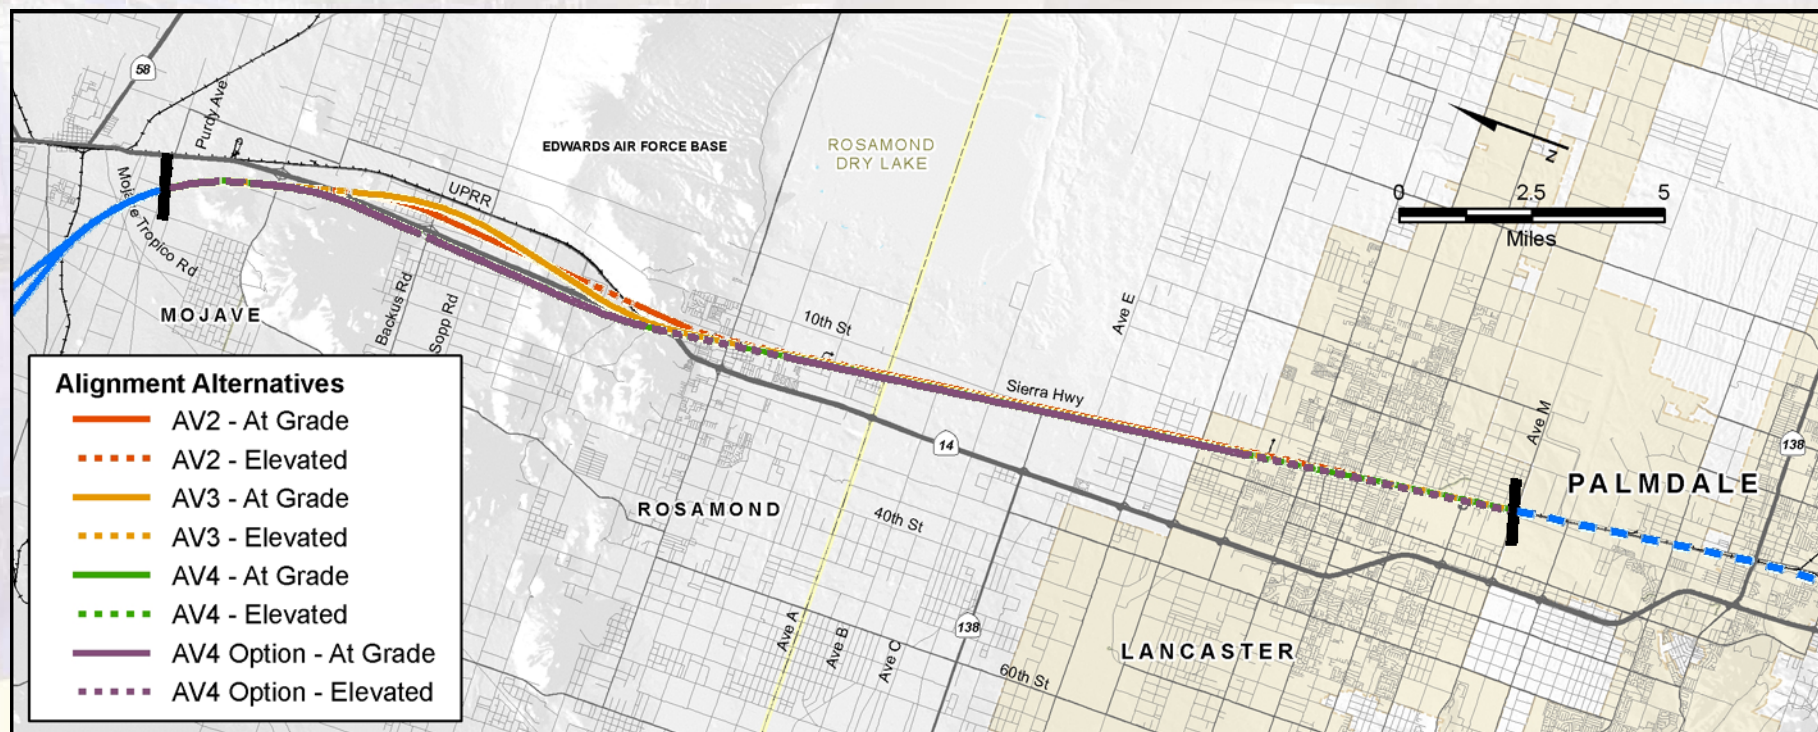 58
Purdy Ave
Mojave Tropico Rd
MOJAVE
UPRR
EDWARDS AIR FORCE BASE
ROSAMOND
DRY LAKE
N
0 2.5 5
Miles
Backus Rd
Sopp Rd
10th St
Ave E
Sierra Hwy
14
Ave M
138
PALMDALE
ROSAMOND
40th St
138
Ave A
Ave B
Ave C
60th St
LANCASTER
Alignment Alternatives
AV2 - At Grade
AV2 - Elevated
AV3 - At Grade
AV3 - Elevated
AV4 - At Grade
AV4 - Elevated
AV4 Option - At Grade
AV4 Option - Elevated